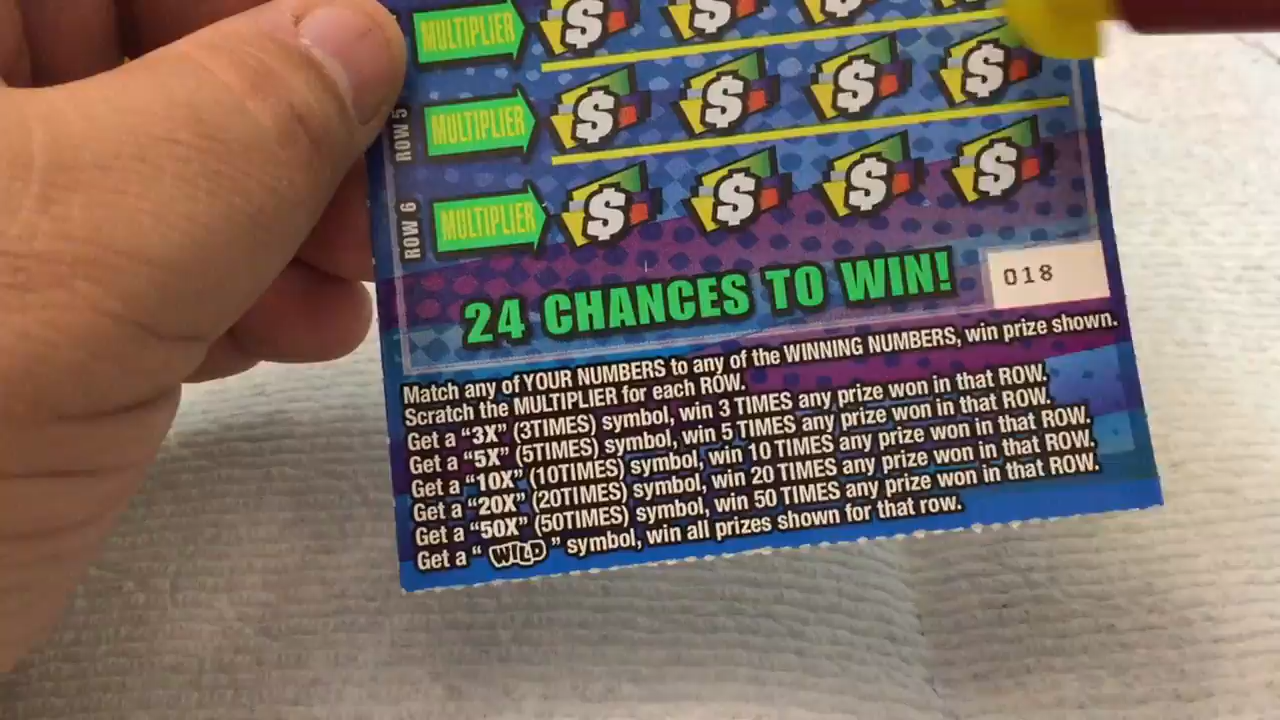 MULTIPLIER $ $
ROW 5 MULTIPLIER $ $ $ $
ROW 6 MULTIPLIER $ $ $ $
24 CHANCES TO WIN! 018
Match any of YOUR NUMBERS to any of the WINNING NUMBERS, win prize shown.
Scratch the MULTIPLIER for each ROW.
Get a “3X” (3TIMES) symbol, win 3 TIMES any prize won in that ROW.
Get a “5X” (5TIMES) symbol, win 5 TIMES any prize won in that ROW.
Get a “10X” (10TIMES) symbol, win 10 TIMES any prize won in that ROW.
Get a “20X” (20TIMES) symbol, win 20 TIMES any prize won in that ROW.
Get a “50X” (50TIMES) symbol, win 50 TIMES any prize won in that ROW.
Get a “ WILD ” symbol, win all prizes shown for that row.